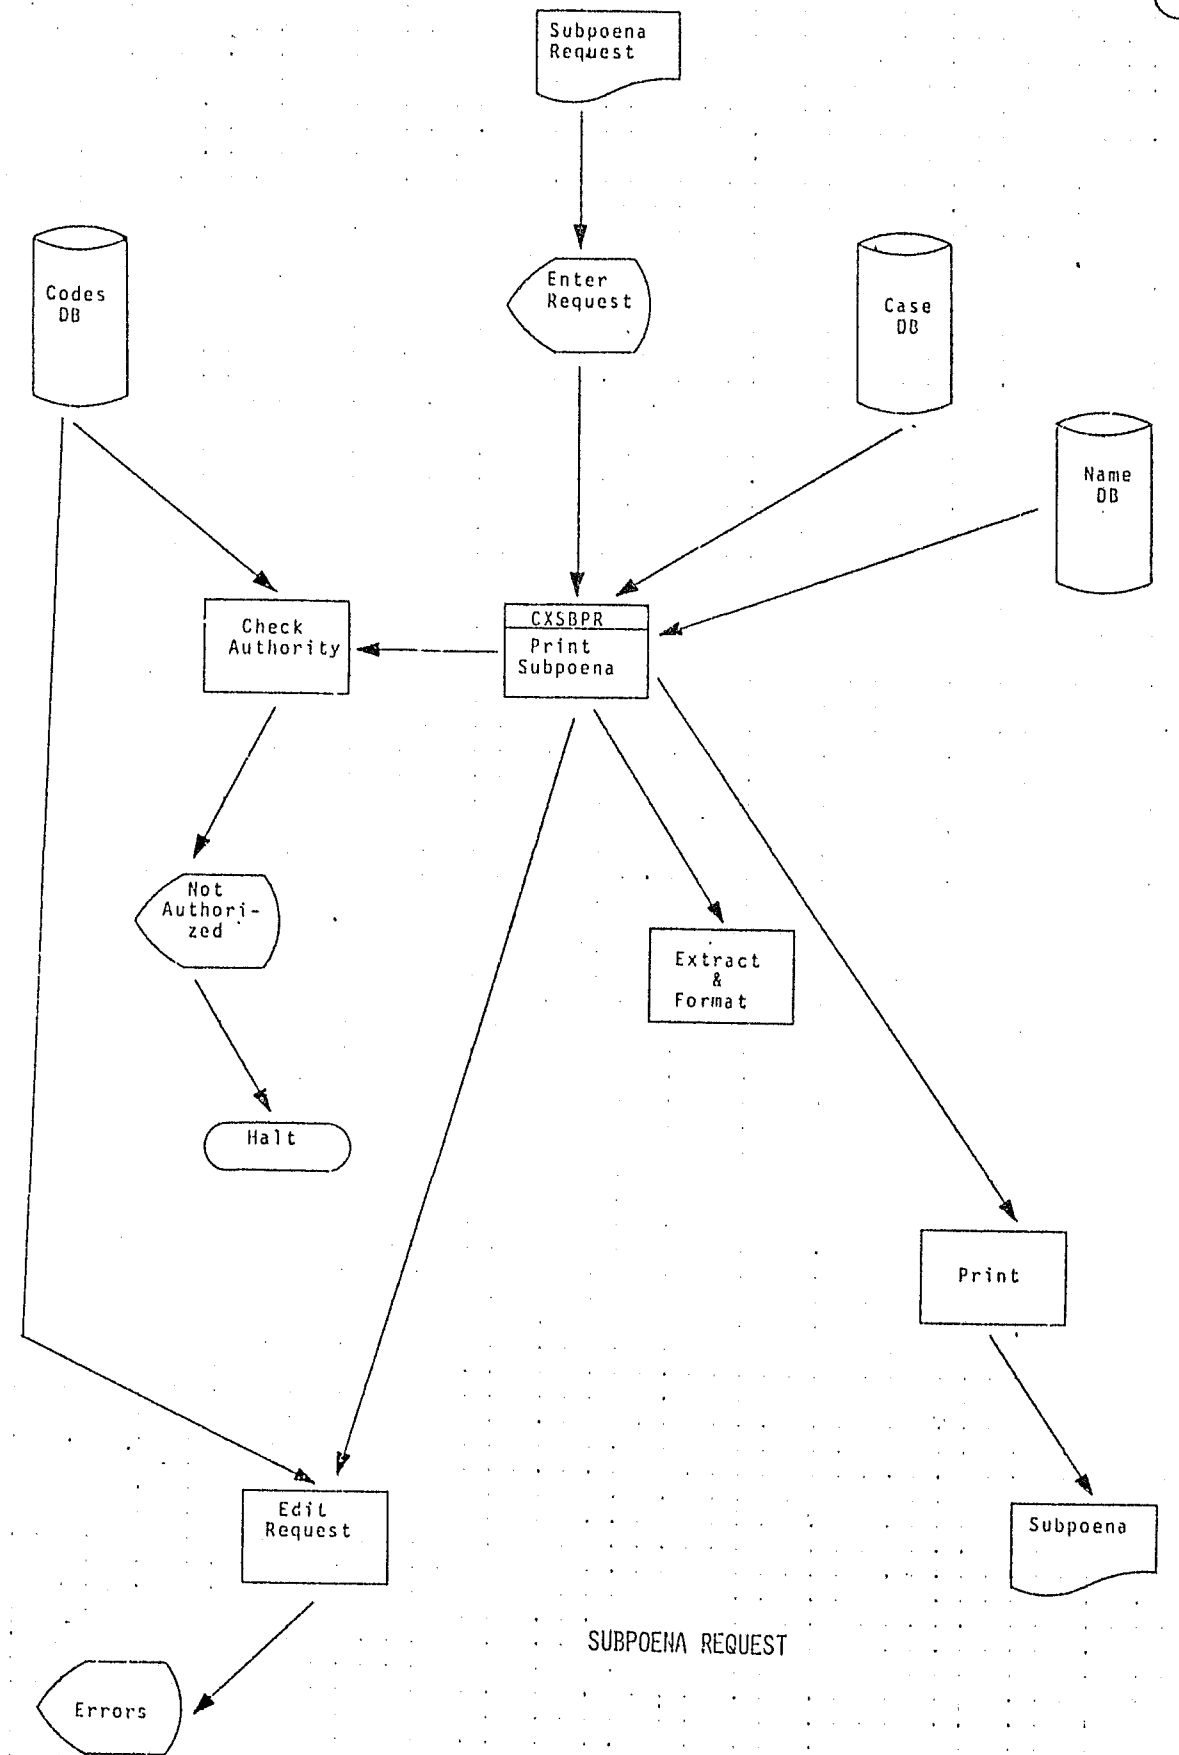 Subpoena
Request
Enter
Request
Codes
DB
Case
DB
Name
DB
Check
Authority
CXSBPR
Print
Subpoena
Not
Authori-
zed
Extract
&
Format
Halt
Print
Edit
Request
Subpoena
SUBPOENA REQUEST
Errors